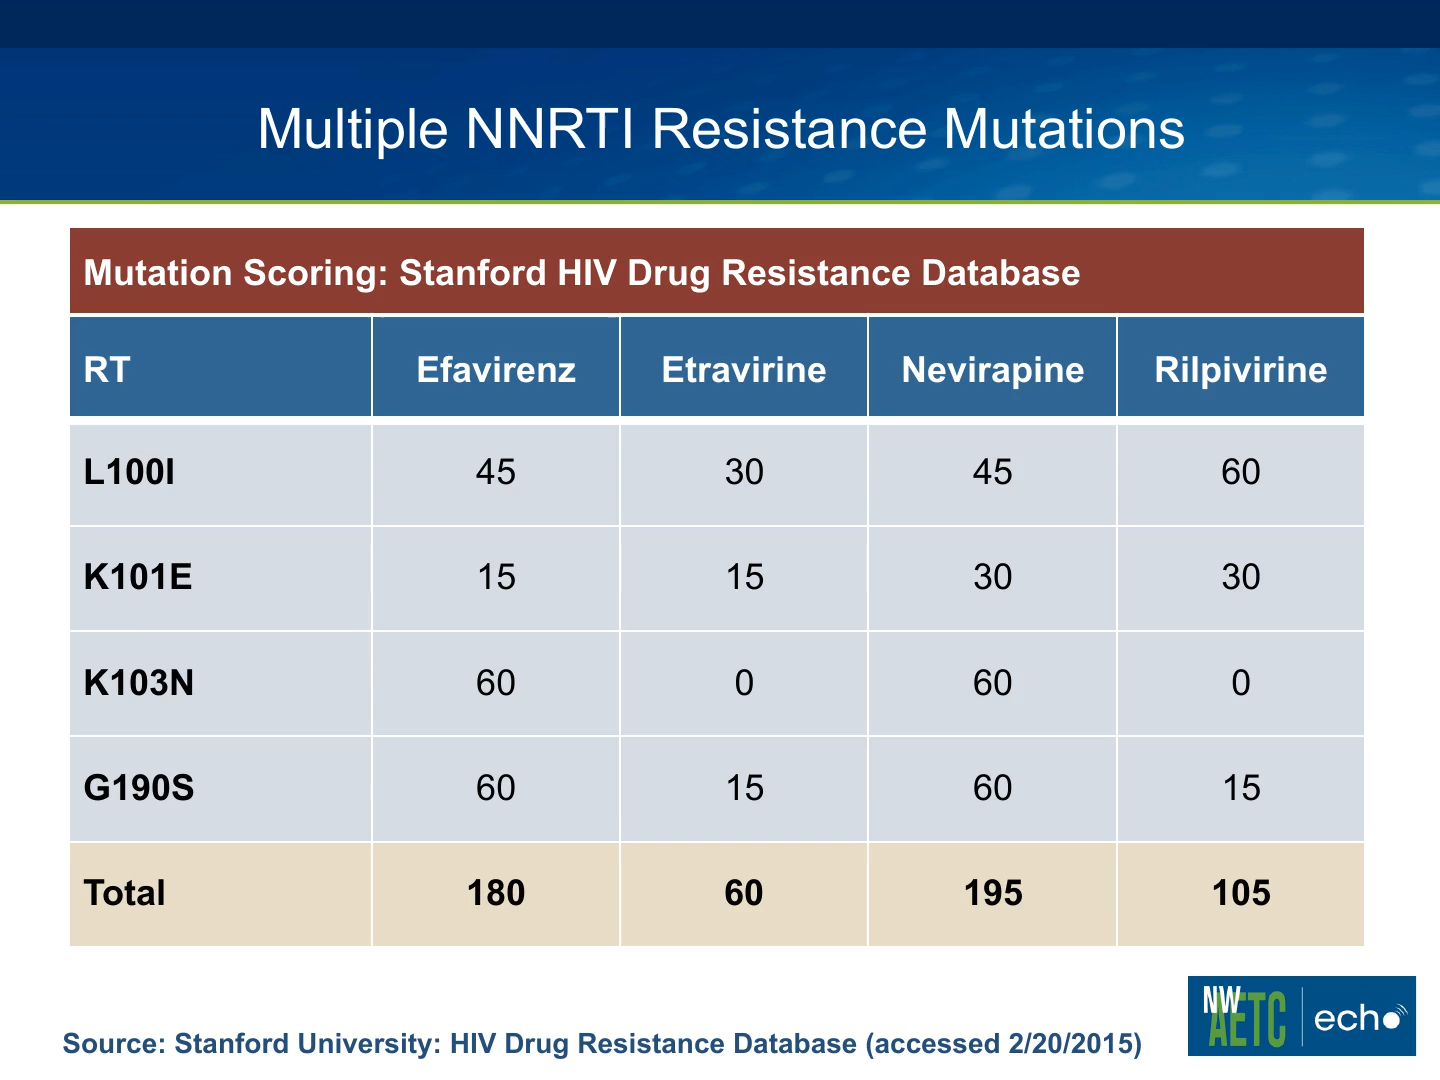 Multiple NNRTI Resistance Mutations
Mutation Scoring: Stanford HIV Drug Resistance Database
RT Efavirenz Etravirine Nevirapine Rilpivirine
L100I 45 30 45 60
K101E 15 15 30 30
K103N 60 0 60 0
G190S 60 15 60 15
Total 180 60 195 105
NW
AETC echo
Source: Stanford University: HIV Drug Resistance Database (accessed 2/20/2015)